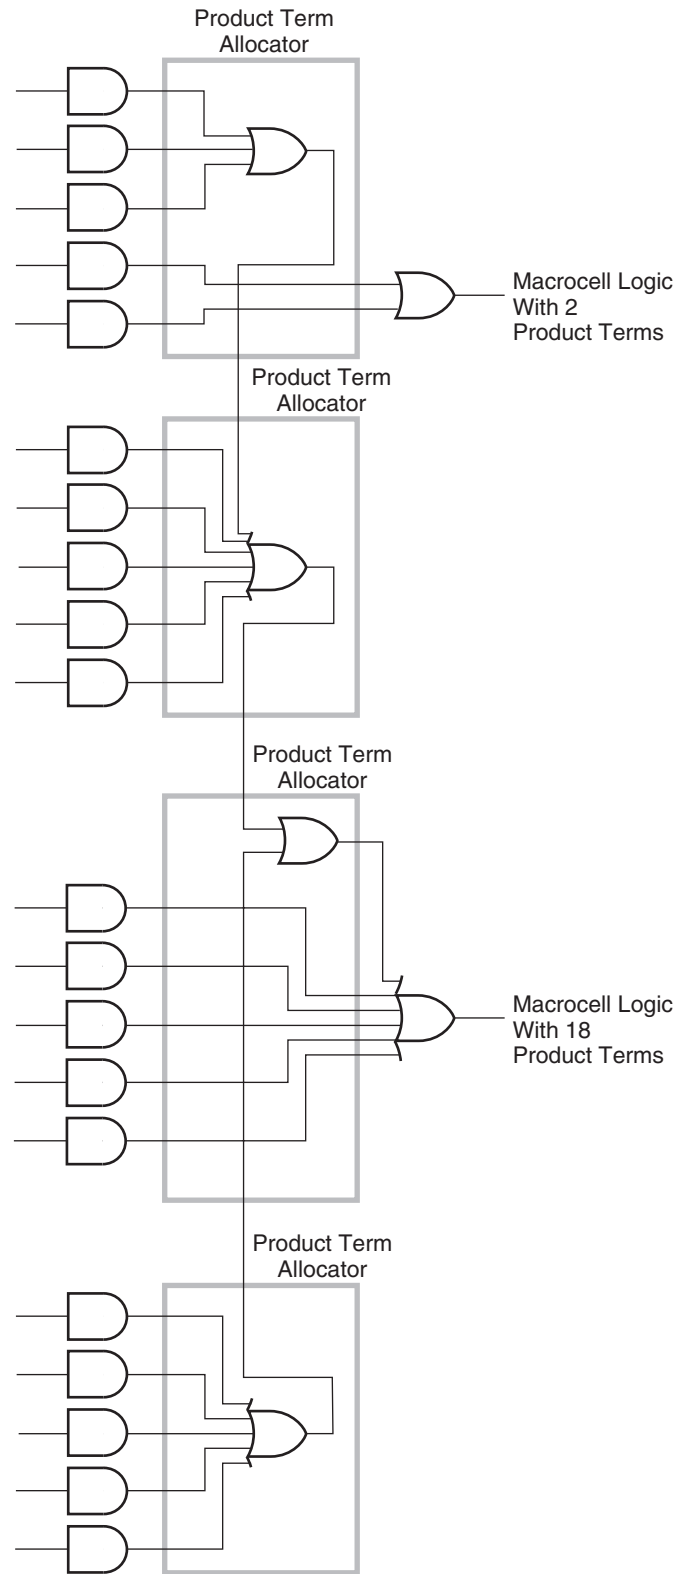 Product Term
Allocator
Macrocell Logic
With 2
Product Terms
Product Term
Allocator
Product Term
Allocator
Macrocell Logic
With 18
Product Terms
Product Term
Allocator